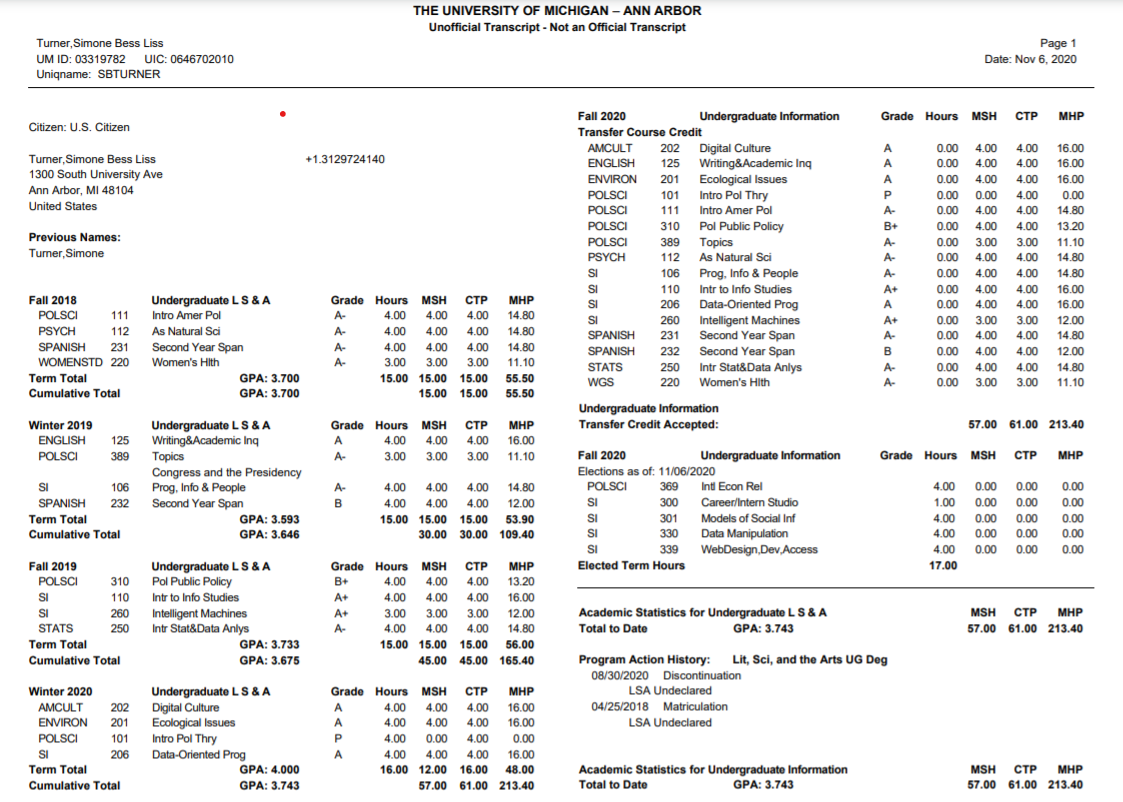 THE UNIVERSITY OF MICHIGAN – ANN ARBOR
Unofficial Transcript - Not an Official Transcript
Turner,Simone Bess Liss
UM ID: 03319782 UIC: 0646702010
Uniqname: SBTURNER
Page 1
Date: Nov 6, 2020
Citizen: U.S. Citizen
Turner,Simone Bess Liss +1.3129724140
1300 South University Ave
Ann Arbor, MI 48104
United States
Previous Names:
Turner,Simone
Fall 2018 Undergraduate L S & A Grade Hours MSH CTP MHP
POLSCI 111 Intro Amer Pol A- 4.00 4.00 4.00 14.80
PSYCH 112 As Natural Sci A- 4.00 4.00 4.00 14.80
SPANISH 231 Second Year Span A- 4.00 4.00 4.00 14.80
WOMENSTD 220 Women's Hlth A- 3.00 3.00 3.00 11.10
Term Total GPA: 3.700 15.00 15.00 15.00 55.50
Cumulative Total GPA: 3.700 15.00 15.00 55.50
Winter 2019 Undergraduate L S & A Grade Hours MSH CTP MHP
ENGLISH 125 Writing&Academic Inq A 4.00 4.00 4.00 16.00
POLSCI 389 Topics A- 3.00 3.00 3.00 11.10
Congress and the Presidency
SI 106 Prog, Info & People A- 4.00 4.00 4.00 14.80
SPANISH 232 Second Year Span B 4.00 4.00 4.00 12.00
Term Total GPA: 3.593 15.00 15.00 15.00 53.90
Cumulative Total GPA: 3.646 30.00 30.00 109.40
Fall 2019 Undergraduate L S & A Grade Hours MSH CTP MHP
POLSCI 310 Pol Public Policy B+ 4.00 4.00 4.00 13.20
SI 110 Intr to Info Studies A+ 4.00 4.00 4.00 16.00
SI 260 Intelligent Machines A+ 3.00 3.00 3.00 12.00
STATS 250 Intr Stat&Data Anlys A- 4.00 4.00 4.00 14.80
Term Total GPA: 3.733 15.00 15.00 15.00 56.00
Cumulative Total GPA: 3.675 45.00 45.00 165.40
Winter 2020 Undergraduate L S & A Grade Hours MSH CTP MHP
AMCULT 202 Digital Culture A 4.00 4.00 4.00 16.00
ENVIRON 201 Ecological Issues A 4.00 4.00 4.00 16.00
POLSCI 101 Intro Pol Thry P 4.00 0.00 4.00 0.00
SI 206 Data-Oriented Prog A 4.00 4.00 4.00 16.00
Term Total GPA: 4.000 16.00 12.00 16.00 48.00
Cumulative Total GPA: 3.743 57.00 61.00 213.40
Fall 2020 Undergraduate Information Grade Hours MSH CTP MHP
Transfer Course Credit
AMCULT 202 Digital Culture A 0.00 4.00 4.00 16.00
ENGLISH 125 Writing&Academic Inq A 0.00 4.00 4.00 16.00
ENVIRON 201 Ecological Issues A 0.00 4.00 4.00 16.00
POLSCI 101 Intro Pol Thry P 0.00 0.00 4.00 0.00
POLSCI 111 Intro Amer Pol A- 0.00 4.00 4.00 14.80
POLSCI 310 Pol Public Policy B+ 0.00 4.00 4.00 13.20
POLSCI 389 Topics A- 0.00 3.00 3.00 11.10
PSYCH 112 As Natural Sci A- 0.00 4.00 4.00 14.80
SI 106 Prog, Info & People A- 0.00 4.00 4.00 14.80
SI 110 Intr to Info Studies A+ 0.00 4.00 4.00 16.00
SI 206 Data-Oriented Prog A 0.00 4.00 4.00 16.00
SI 260 Intelligent Machines A+ 0.00 3.00 3.00 12.00
SPANISH 231 Second Year Span A- 0.00 4.00 4.00 14.80
SPANISH 232 Second Year Span B 0.00 4.00 4.00 12.00
STATS 250 Intr Stat&Data Anlys A- 0.00 4.00 4.00 14.80
WGS 220 Women's Hlth A- 0.00 3.00 3.00 11.10
Undergraduate Information
Transfer Credit Accepted: 57.00 61.00 213.40
Fall 2020 Undergraduate Information Grade Hours MSH CTP MHP
Elections as of: 11/06/2020
POLSCI 369 Intl Econ Rel 4.00 0.00 0.00 0.00
SI 300 Career/Intern Studio 1.00 0.00 0.00 0.00
SI 301 Models of Social Inf 4.00 0.00 0.00 0.00
SI 330 Data Manipulation 4.00 0.00 0.00 0.00
SI 339 WebDesign,Dev,Access 4.00 0.00 0.00 0.00
Elected Term Hours 17.00
Academic Statistics for Undergraduate L S & A MSH CTP MHP
Total to Date GPA: 3.743 57.00 61.00 213.40
Program Action History: Lit, Sci, and the Arts UG Deg
08/30/2020 Discontinuation
LSA Undeclared
04/25/2018 Matriculation
LSA Undeclared
Academic Statistics for Undergraduate Information MSH CTP MHP
Total to Date GPA: 3.743 57.00 61.00 213.40